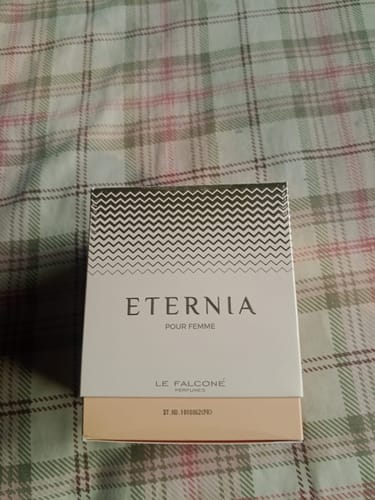 ETERNIA
POUR FEMME
LE FALCONÉ
PERFUMES